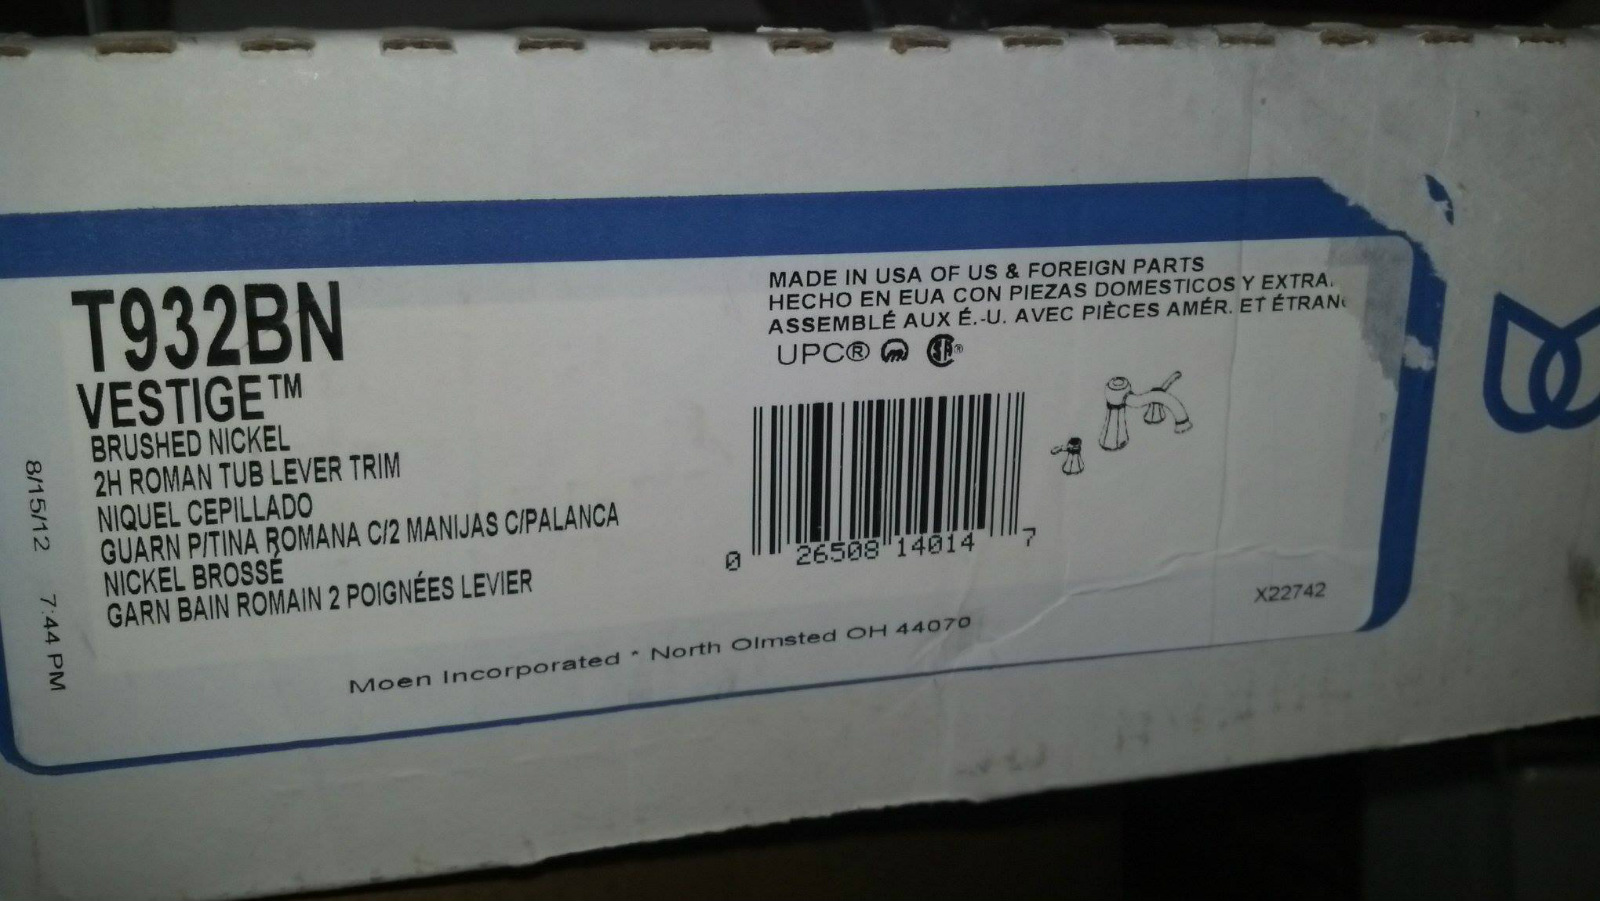 T932BN
VESTIGE™
BRUSHED NICKEL
2H ROMAN TUB LEVER TRIM
NIQUEL CEPILLADO
GUARN P/TINA ROMANA C/2 MANIJAS C/PALANCA
NICKEL BROSSÉ
GARN BAIN ROMAIN 2 POIGNÉES LEVIER
8/15/12 7:44 PM
MADE IN USA OF US & FOREIGN PARTS
HECHO EN EUA CON PIEZAS DOMESTICOS Y EXTRA
ASSEMBLÉ AUX É.-U. AVEC PIÈCES AMÉR. ET ÉTRAN
UPC® SA®
0 26508 14014 7
X22742
Moen Incorporated * North Olmsted OH 44070